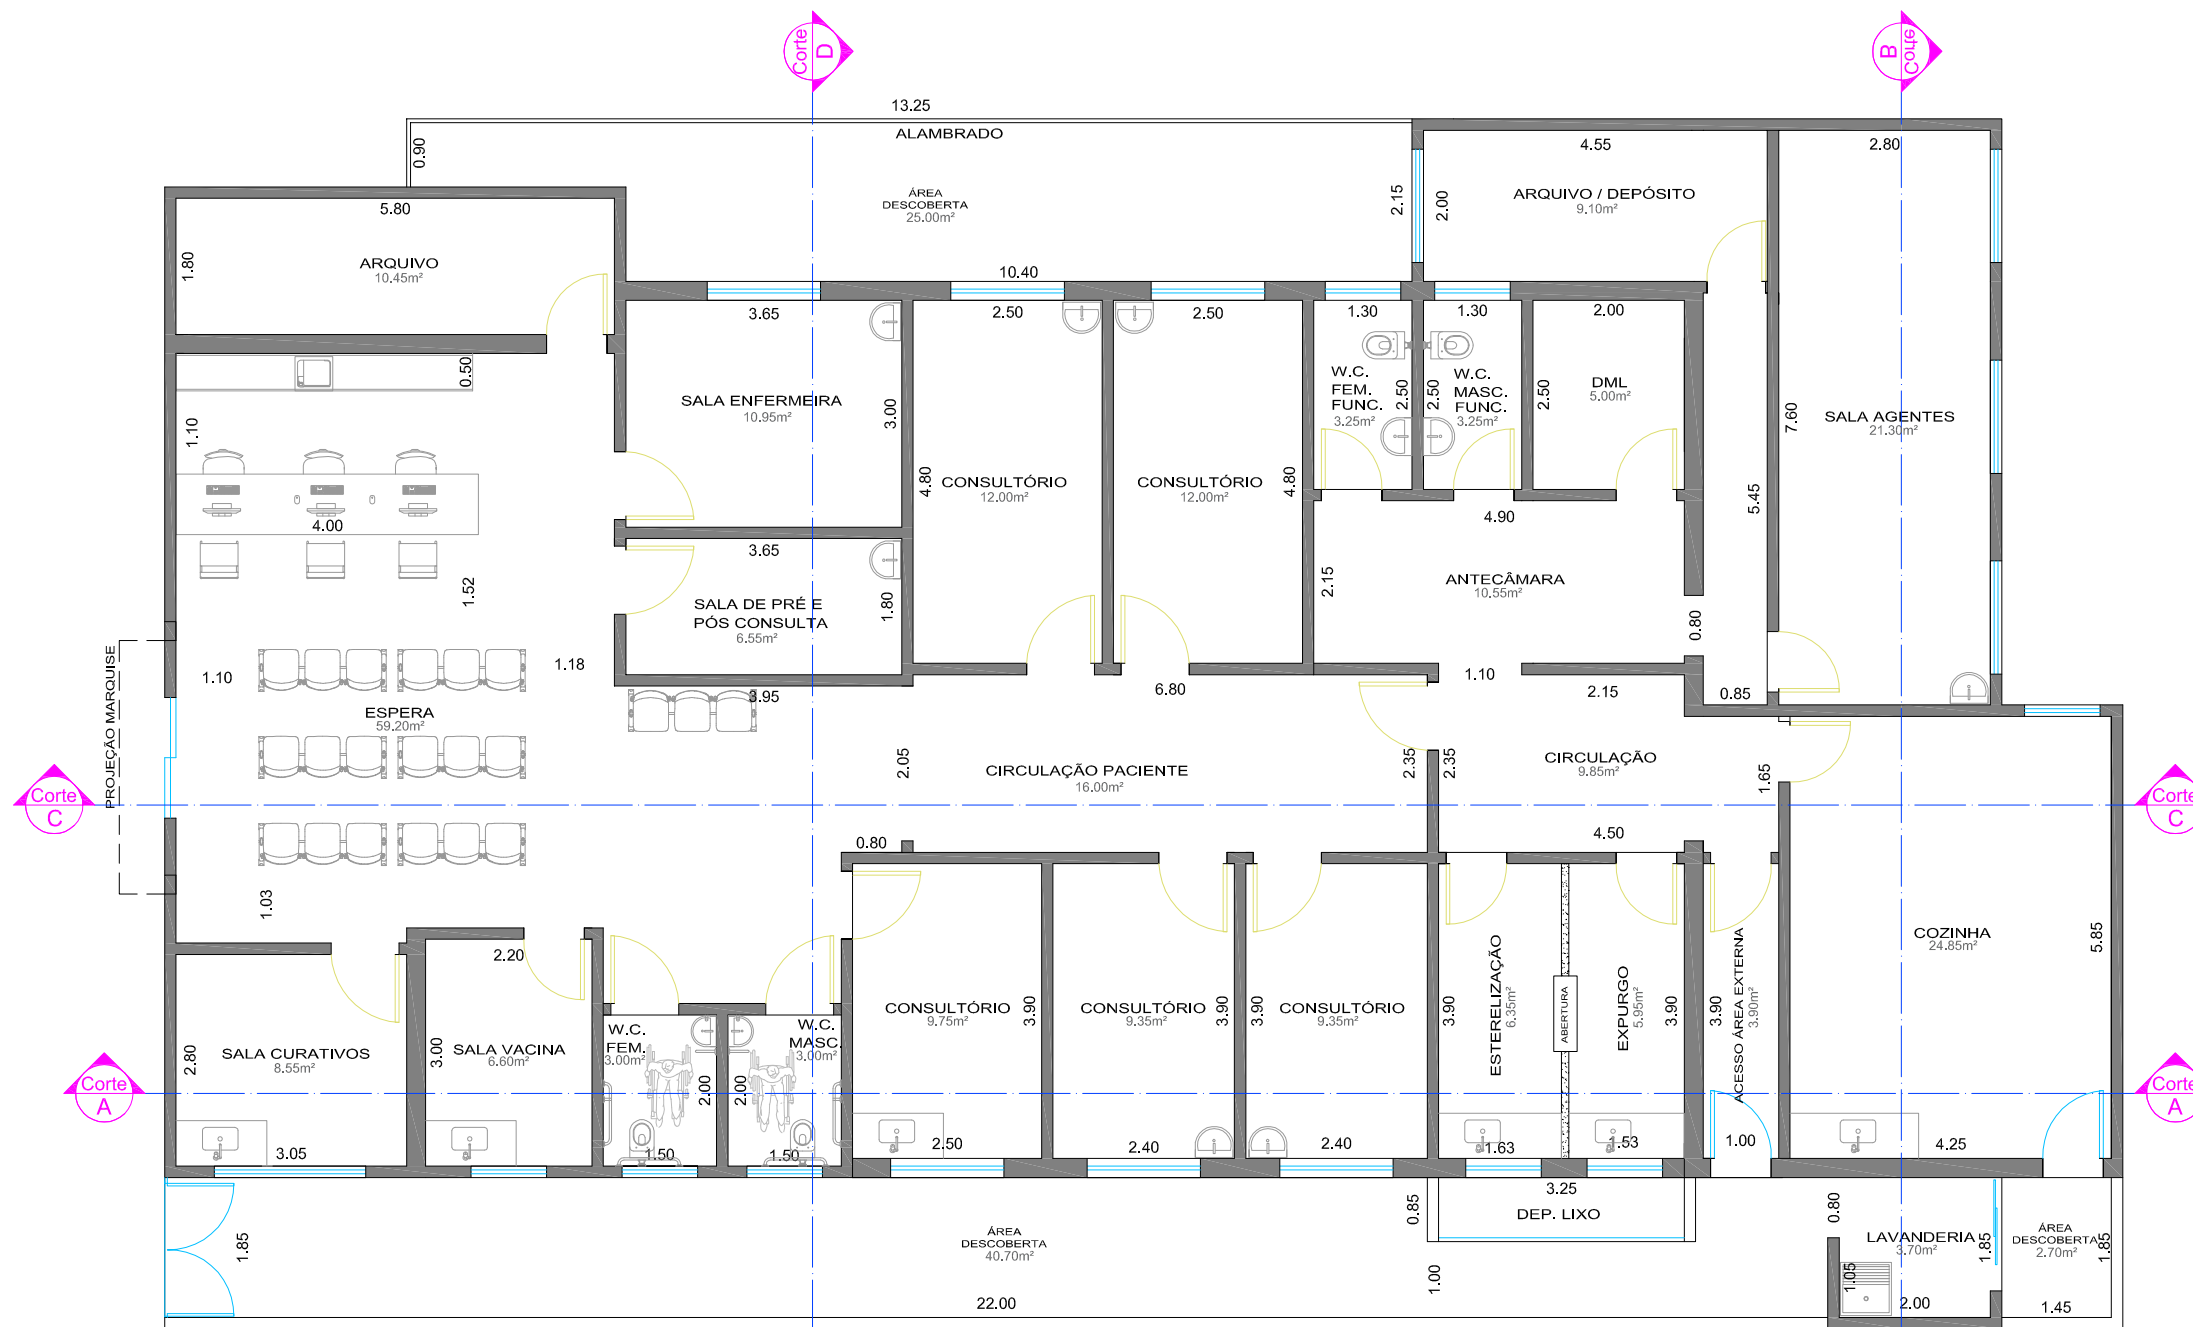 Corte
D
B
Corte
13.25
ALAMBRADO
0.90
ÁREA
DESCOBERTA
25.00m²
2.15
2.00
4.55
ARQUIVO / DEPÓSITO
9.10m²
2.80
5.80
1.80
ARQUIVO
10.45m²
10.40
3.65
2.50
2.50
1.30
1.30
2.00
0.50
1.10
SALA ENFERMEIRA
10.95m²
3.00
W.C.
FEM.
FUNC.
3.25m²
2.50
2.50
W.C.
MASC.
FUNC.
3.25m²
2.50
DML
5.00m²
7.60
SALA AGENTES
21.30m²
4.80
CONSULTÓRIO
12.00m²
CONSULTÓRIO
12.00m²
4.80
4.00
4.90
5.45
3.65
1.52
SALA DE PRÉ E
PÓS CONSULTA
6.55m²
1.80
2.15
ANTECÂMARA
10.55m²
0.80
PROJEÇÃO MARQUISE
1.10
1.18
3.95
6.80
1.10
2.15
0.85
ESPERA
59.20m²
2.05
CIRCULAÇÃO PACIENTE
16.00m²
2.35
2.35
CIRCULAÇÃO
9.85m²
1.65
Corte
C
Corte
C
0.80
4.50
1.03
2.20
ESTERELIZAÇÃO
6.35m²
ABERTURA
EXPURGO
5.95m²
ACESSO ÁREA EXTERNA
3.90m²
COZINHA
24.85m²
5.85
CONSULTÓRIO
9.75m²
3.90
CONSULTÓRIO
9.35m²
3.90
3.90
CONSULTÓRIO
9.35m²
3.90
3.90
3.90
2.80
SALA CURATIVOS
8.55m²
3.00
SALA VACINA
6.60m²
W.C.
FEM.
3.00m²
2.00
2.00
W.C.
MASC.
3.00m²
Corte
A
Corte
A
3.05
1.50
1.50
2.50
2.40
2.40
1.63
1.53
1.00
4.25
1.85
ÁREA
DESCOBERTA
40.70m²
0.85
3.25
DEP. LIXO
1.00
0.80
LAVANDERIA
3.70m²
1.85
1.05
ÁREA
DESCOBERTA
2.70m²
1.85
22.00
2.00
1.45